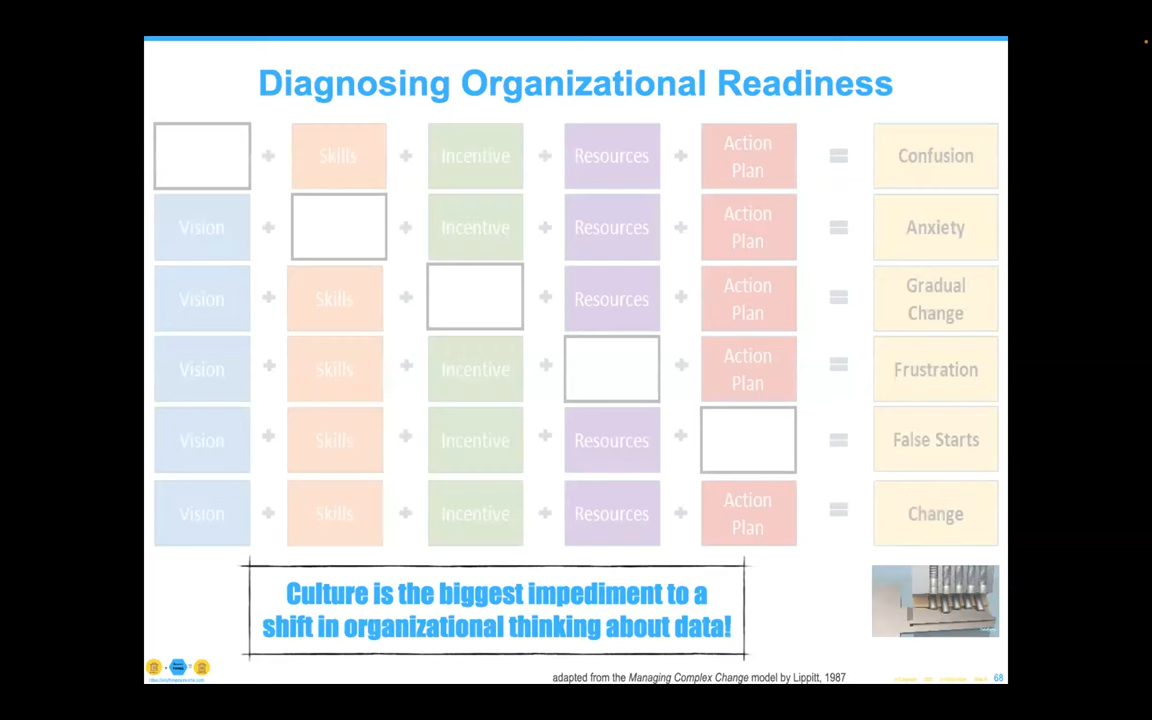 Diagnosing Organizational Readiness
Skills Incentive Resources Action Plan Confusion
Vision Incentive Resources Action Plan Anxiety
Vision Skills Resources Action Plan Gradual Change
Vision Skills Incentive Action Plan Frustration
Vision Skills Incentive Resources False Starts
Vision Skills Incentive Resources Action Plan Change
Culture is the biggest impediment to a
shift in organizational thinking about data!
adapted from the Managing Complex Change model by Lippitt, 1987
68